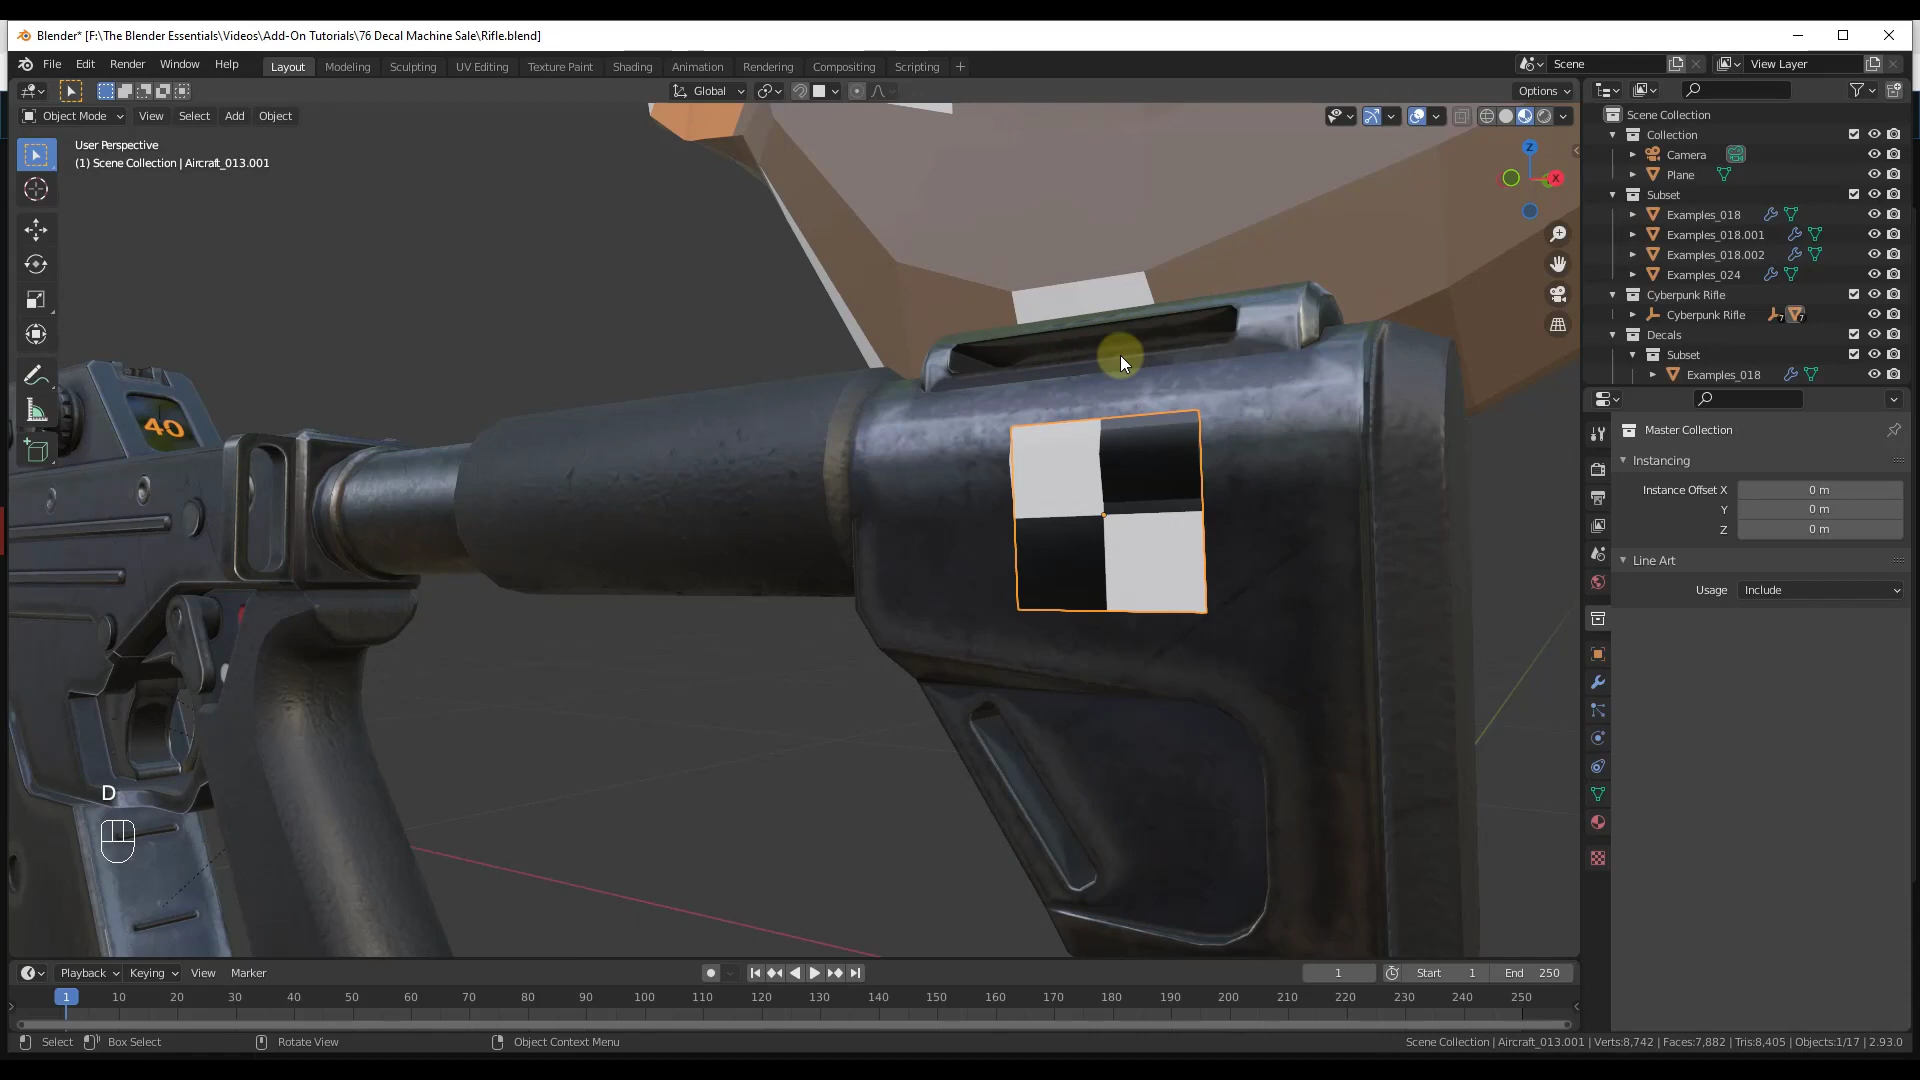 Blender* [F:\The Blender Essentials\Videos\Add-On Tutorials\76 Decal Machine Sale\Rifle.blend]
File Edit Render Window Help
Layout Modeling Sculpting UV Editing Texture Paint Shading Animation Rendering Compositing Scripting +
Scene View Layer
Global Options
Object Mode View Select Add Object
User Perspective
(1) Scene Collection | Aircraft_013.001
Z
X
40
D
Scene Collection
Collection
Camera
Plane
Subset
Examples_018
Examples_018.001
Examples_018.002
Examples_024
Cyberpunk Rifle
Cyberpunk Rifle 7 7
Decals
Subset
Examples_018
Master Collection
Instancing
Instance Offset X 0 m
Y 0 m
Z 0 m
Line Art
Usage Include
Playback Keying View Marker
1 Start 1 End 250
1 10 20 30 40 50 60 70 80 90 100 110 120 130 140 150 160 170 180 190 200 210 220 230 240 250
Select Box Select Rotate View Object Context Menu
Scene Collection | Aircraft_013.001 | Verts:8,742 | Faces:7,882 | Tris:8,405 | Objects:1/17 | 2.93.0